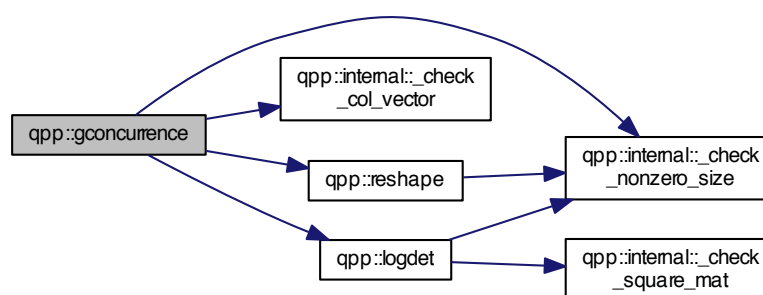 qpp::gconcurrence
qpp::internal::_check
_col_vector
qpp::reshape
qpp::logdet
qpp::internal::_check
_nonzero_size
qpp::internal::_check
_square_mat